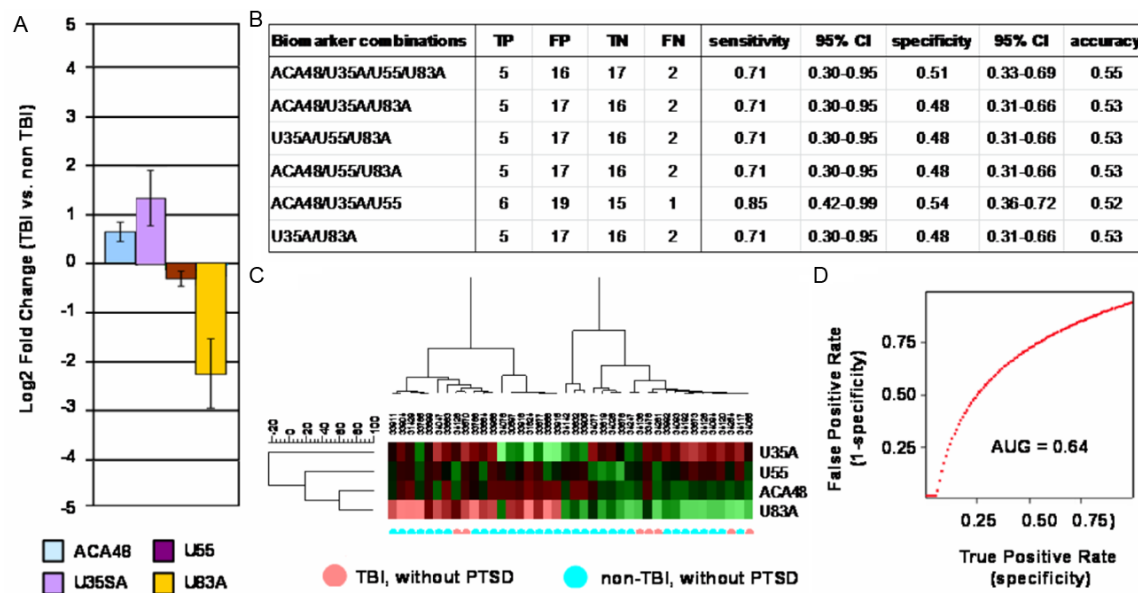 A
5
4
3
2
1
0
-1
-2
-3
-4
-5
Log2 Fold Change (TBI vs. non TBI)
ACA48
U55
U35SA
U83A
B
Biomarker combinations TP FP TN FN sensitivity 95% CI specificity 95% CI accuracy
ACA48/U35A/U55/U83A 5 16 17 2 0.71 0.30-0.95 0.51 0.33-0.69 0.55
ACA48/U35A/U83A 5 17 16 2 0.71 0.30-0.95 0.48 0.31-0.66 0.53
U35A/U55/U83A 5 17 16 2 0.71 0.30-0.95 0.48 0.31-0.66 0.53
ACA48/U55/U83A 5 17 16 2 0.71 0.30-0.95 0.48 0.31-0.66 0.53
ACA48/U35A/U55 6 19 15 1 0.85 0.42-0.99 0.54 0.36-0.72 0.52
U35A/U83A 5 17 16 2 0.71 0.30-0.95 0.48 0.31-0.66 0.53
C
-20 0 20 40 60 80 100
U35A
U55
ACA48
U83A
TBI, without PTSD
non-TBI, without PTSD
D
False Positive Rate
(1-specificity)
0.75
0.50
0.25
AUG = 0.64
0.25 0.50 0.75)
True Positive Rate
(specificity)